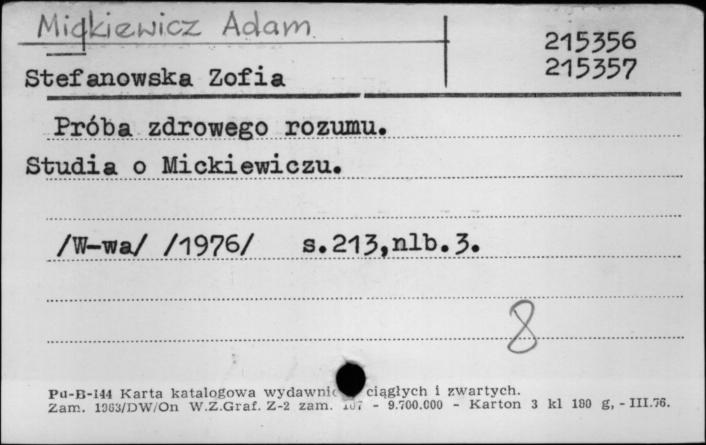 Mickiewicz Adam
215356
215357
Stefanowska Zofia
Próba zdrowego rozumu.
Studia o Mickiewiczu.
/W-wa/ /1976/ s.213,nlb.3.
8
Pu-B-144 Karta katalogowa wydawnic ciągłych i zwartych.
Zam. 1963/DW/On W.Z.Graf. Z-2 zam. - 9.700.000 - Karton 3 kl 180 g, - III.76.